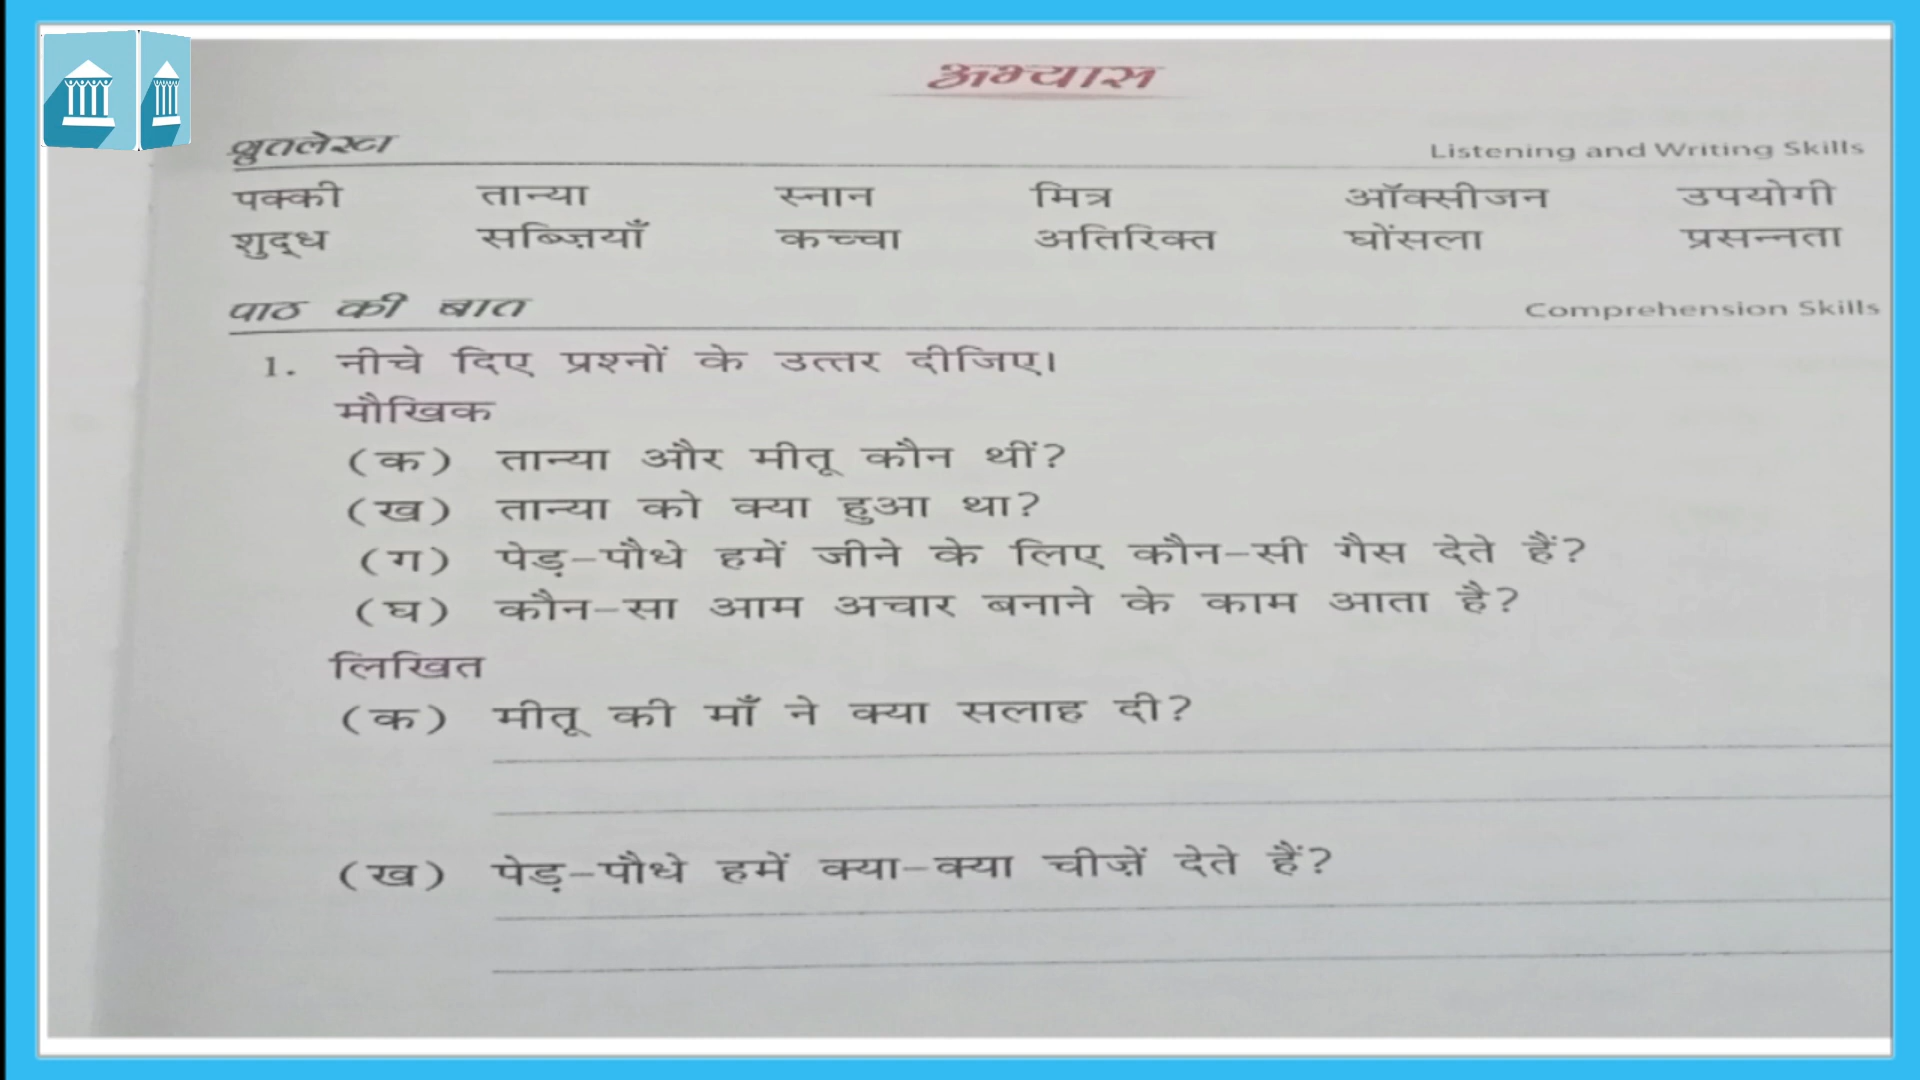 अभ्यास
श्रुतलेख Listening and Writing Skills
पक्की तान्या स्नान मित्र ऑक्सीजन उपयोगी
शुद्ध सब्ज़ियाँ कच्चा अतिरिक्त घोंसला प्रसन्नता
पाठ की बात Comprehension Skills
1. नीचे दिए प्रश्नों के उत्तर दीजिए।
मौखिक
(क) तान्या और मीतू कौन थीं?
(ख) तान्या को क्या हुआ था?
(ग) पेड़-पौधे हमें जीने के लिए कौन-सी गैस देते हैं?
(घ) कौन-सा आम अचार बनाने के काम आता है?
लिखित
(क) मीतू की माँ ने क्या सलाह दी?
(ख) पेड़-पौधे हमें क्या-क्या चीज़ें देते हैं?